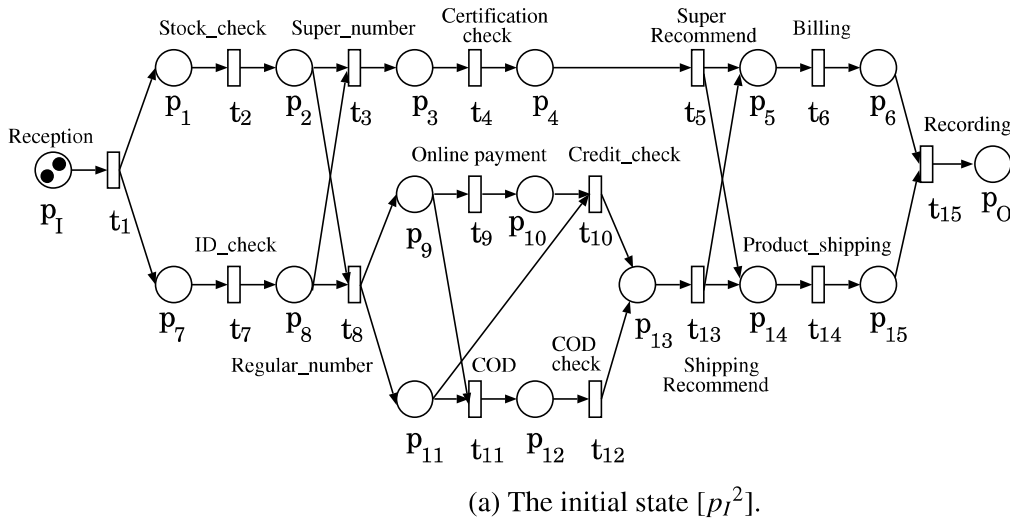 Stock_check Super_number Certification check Super Recommend Billing
p1 t2 p2 t3 p3 t4 p4 t5 p5 t6 p6
Reception Online payment Credit_check Recording
pI t1 p9 t9 p10 t10 t15 pO
ID_check Product_shipping
p7 t7 p8 t8 p13 t13 p14 t14 p15
Regular_number COD COD check Shipping Recommend
p11 t11 p12 t12
(a) The initial state [pI²].